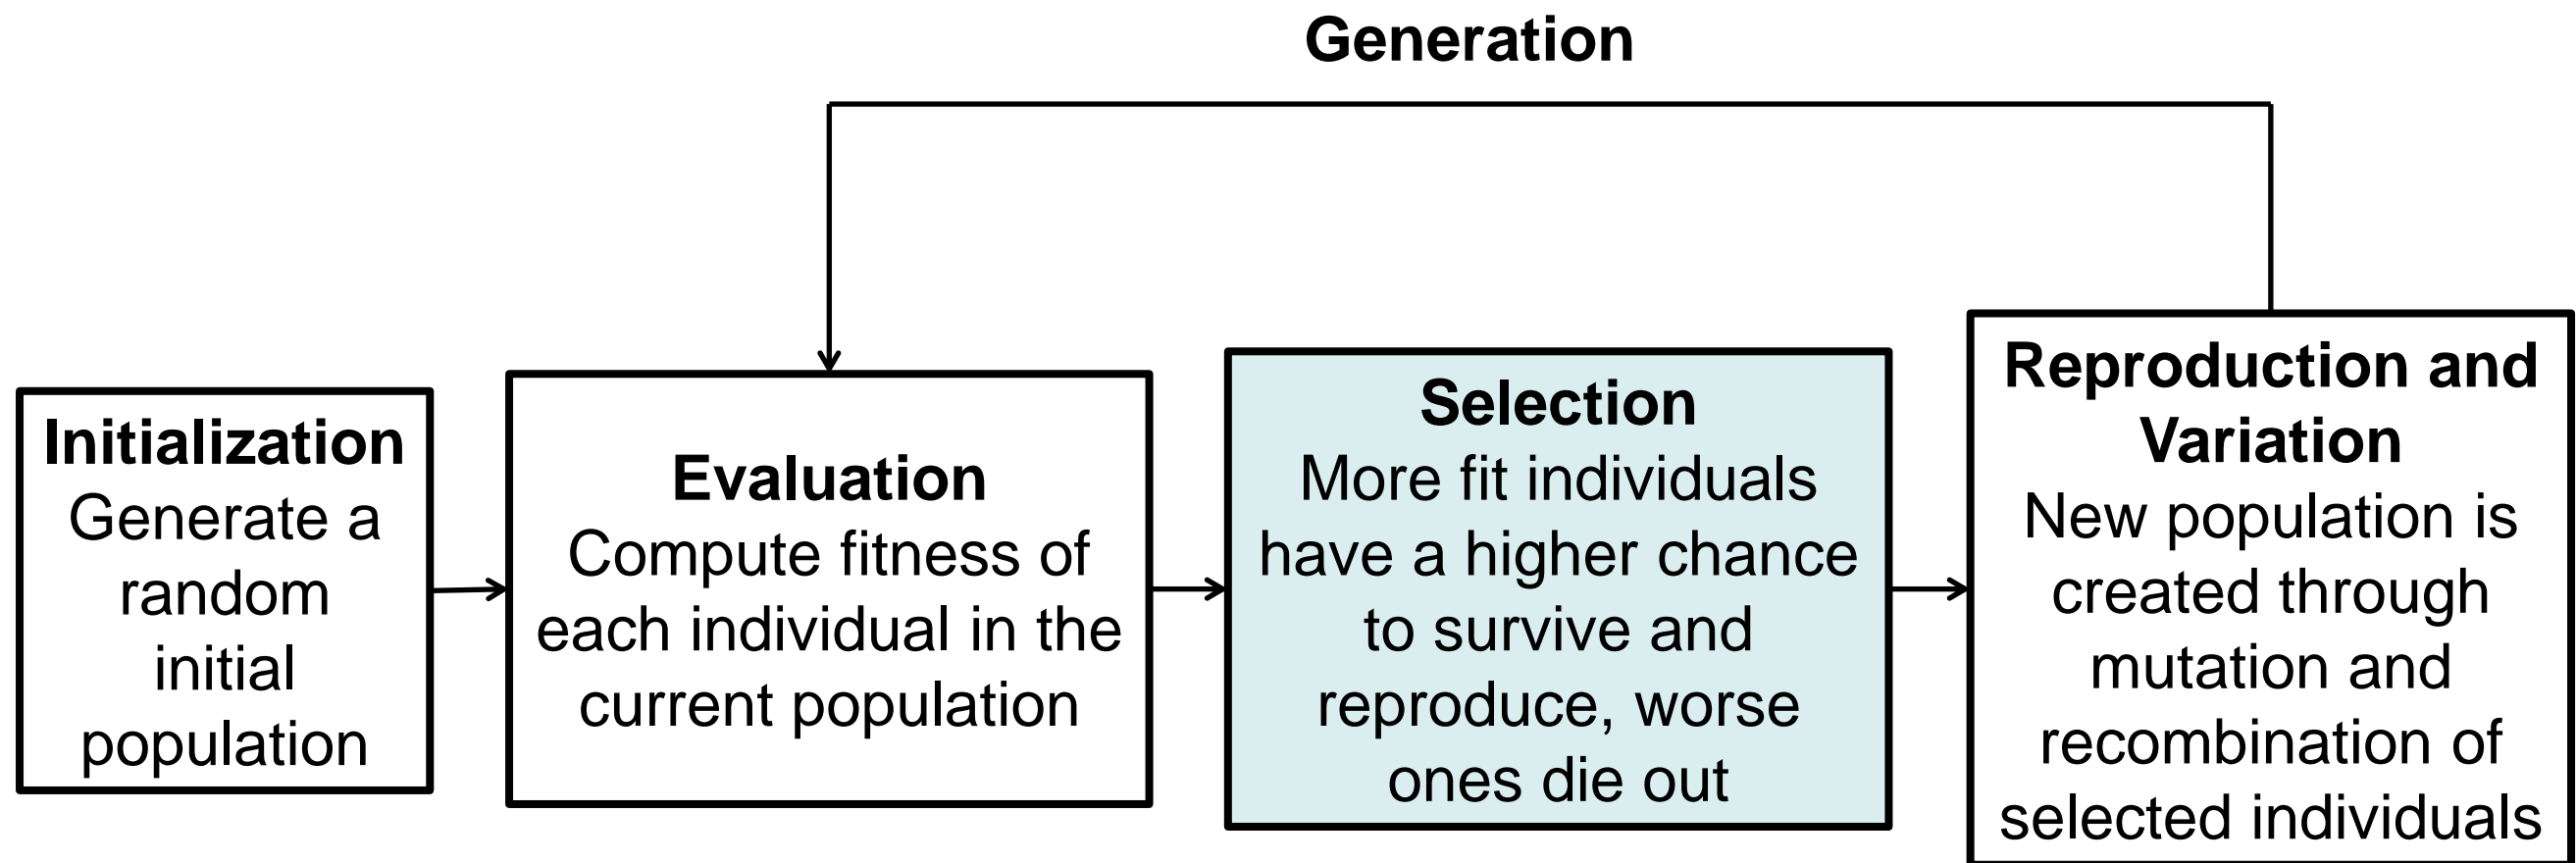 Generation
Initialization
Generate a
random
initial
population
Evaluation
Compute fitness of
each individual in the
current population
Selection
More fit individuals
have a higher chance
to survive and
reproduce, worse
ones die out
Reproduction and
Variation
New population is
created through
mutation and
recombination of
selected individuals